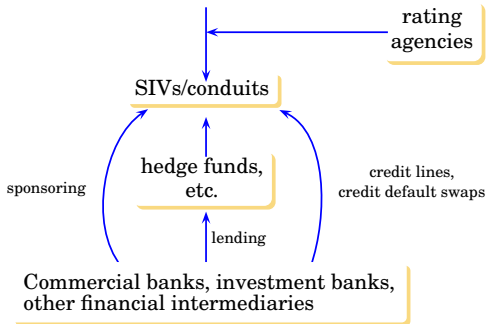 rating
agencies
SIVs/conduits
hedge funds,
etc.
sponsoring
credit lines,
credit default swaps
lending
Commercial banks, investment banks,
other financial intermediaries